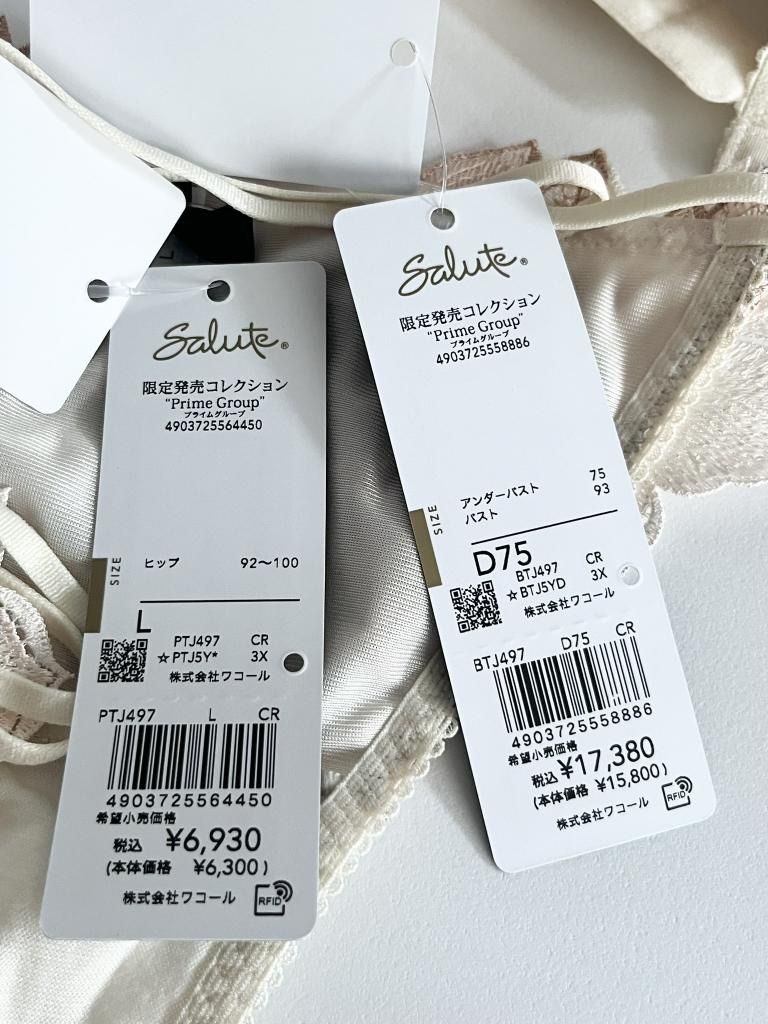 Salute®
限定発売コレクション
"Prime Group"
プライムグループ
4903725564450
SIZE
ヒップ 92〜100
L
PTJ497 CR
☆PTJ5Y* 3X
株式会社ワコール
PTJ497 L CR
4903725564450
希望小売価格
税込 ¥6,930
(本体価格 ¥6,300)
株式会社ワコール
RFID
Salute®
限定発売コレクション
"Prime Group"
プライムグループ
4903725558886
SIZE
アンダーバスト 75
バスト 93
D75
BTJ497 CR
☆BTJ5YD 3X
株式会社ワコール
BTJ497 D75 CR
4903725558886
希望小売価格
税込 ¥17,380
(本体価格 ¥15,800)
株式会社ワコール
RFID